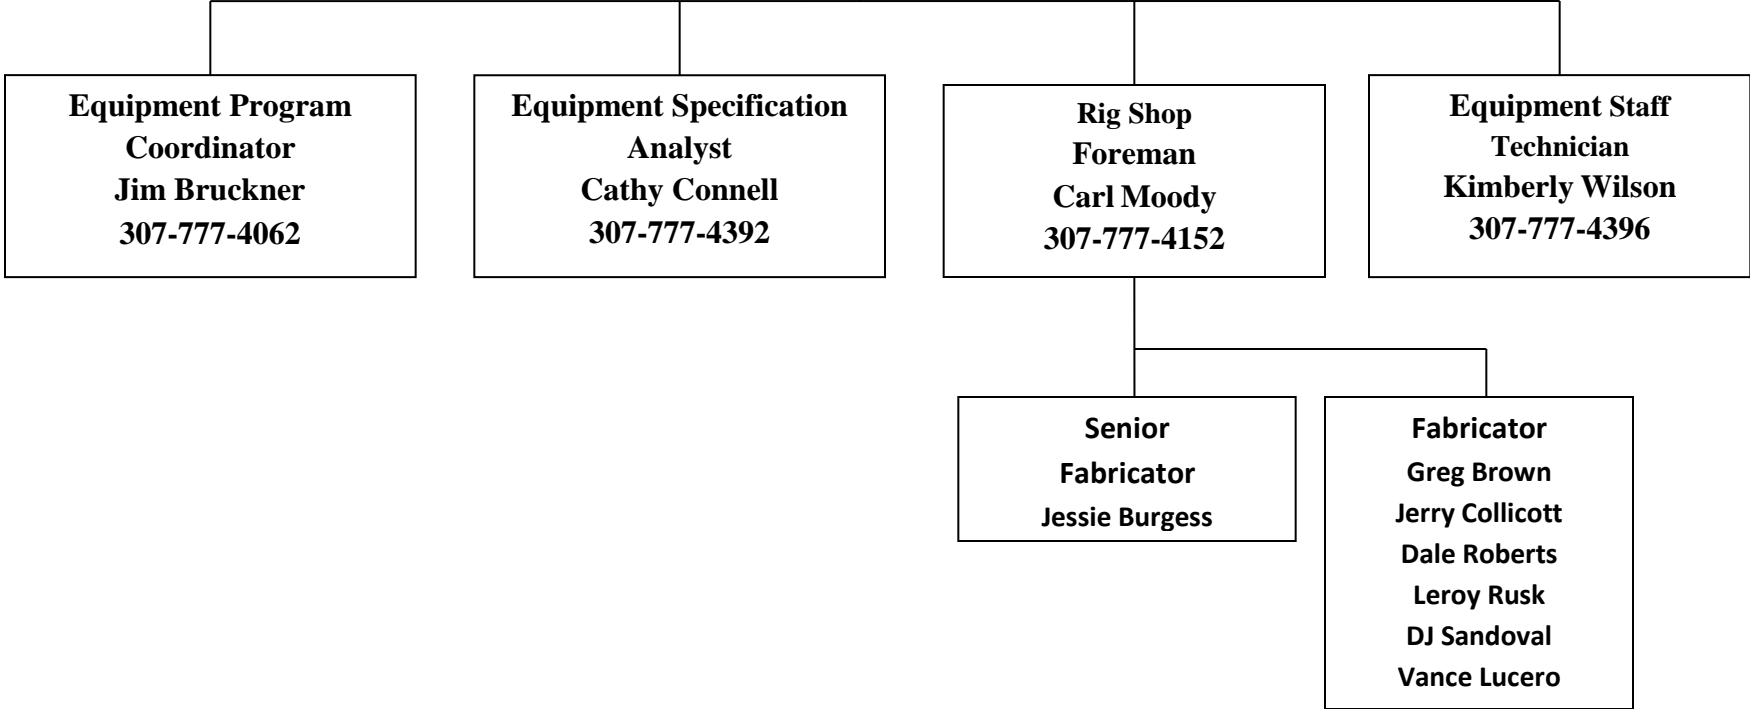 Equipment Program
Coordinator
Jim Bruckner
307-777-4062
Equipment Specification
Analyst
Cathy Connell
307-777-4392
Rig Shop
Foreman
Carl Moody
307-777-4152
Equipment Staff
Technician
Kimberly Wilson
307-777-4396
Senior
Fabricator
Jessie Burgess
Fabricator
Greg Brown
Jerry Collicott
Dale Roberts
Leroy Rusk
DJ Sandoval
Vance Lucero